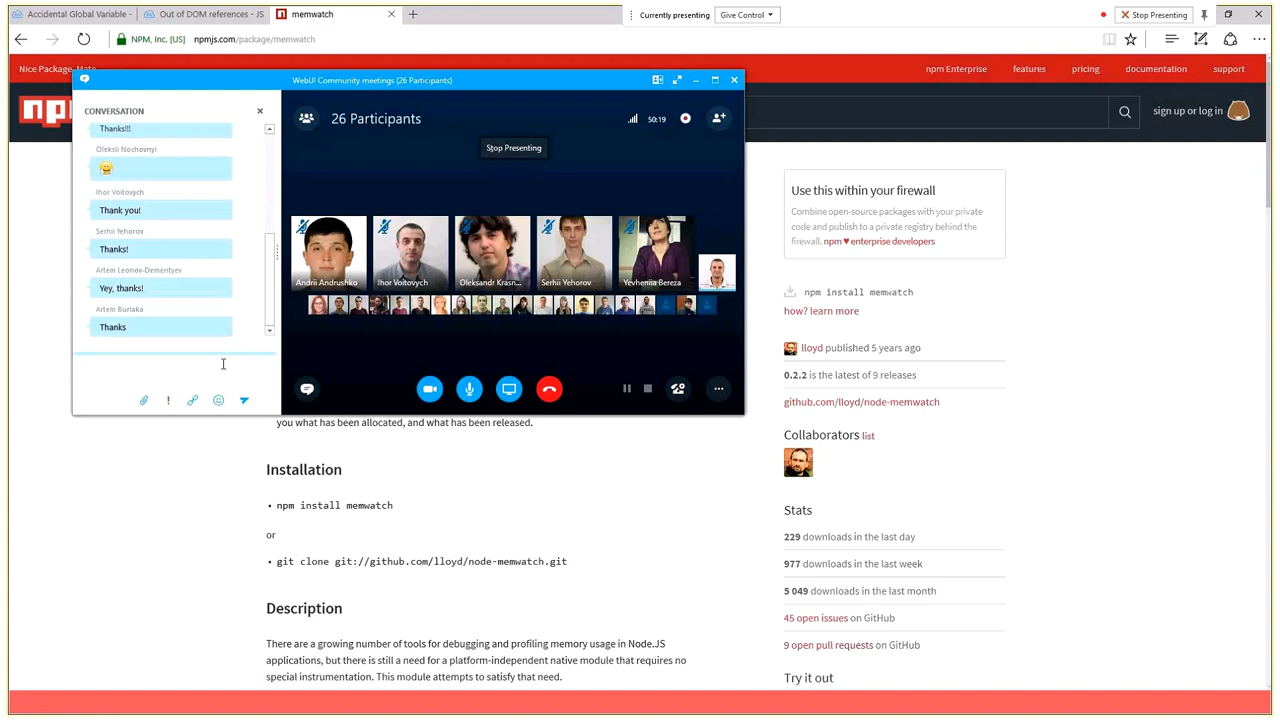 Accidental Global Variable -
Out of DOM references - JS
memwatch
Currently presenting
Give Control
Stop Presenting
NPM, Inc. [US]
npmjs.com/package/memwatch
Nice Package, Mate
npm Enterprise
features
pricing
documentation
support
WebUI Community meetings (26 Participants)
CONVERSATION
Thanks!!!
Oleksii Nochovnyi
Ihor Voitovych
Thank you!
Serhii Yehorov
Thanks!
Artem Leonov-Dementyev
Yey, thanks!
Artem Burlaka
Thanks
26 Participants
50:19
Stop Presenting
Andrii Andrushko
Ihor Voitovych
Oleksandr Krasn...
Serhii Yehorov
Yevheniia Bereza
sign up or log in
Use this within your firewall
Combine open-source packages with your private
code and publish to a private registry behind the
firewall. npm ♥ enterprise developers
npm install memwatch
how? learn more
lloyd published 5 years ago
0.2.2 is the latest of 9 releases
github.com/lloyd/node-memwatch
Collaborators list
Stats
229 downloads in the last day
977 downloads in the last week
5 049 downloads in the last month
45 open issues on GitHub
9 open pull requests on GitHub
Try it out
you what has been allocated, and what has been released.
Installation
• npm install memwatch
or
• git clone git://github.com/lloyd/node-memwatch.git
Description
There are a growing number of tools for debugging and profiling memory usage in Node.JS
applications, but there is still a need for a platform-independent native module that requires no
special instrumentation. This module attempts to satisfy that need.